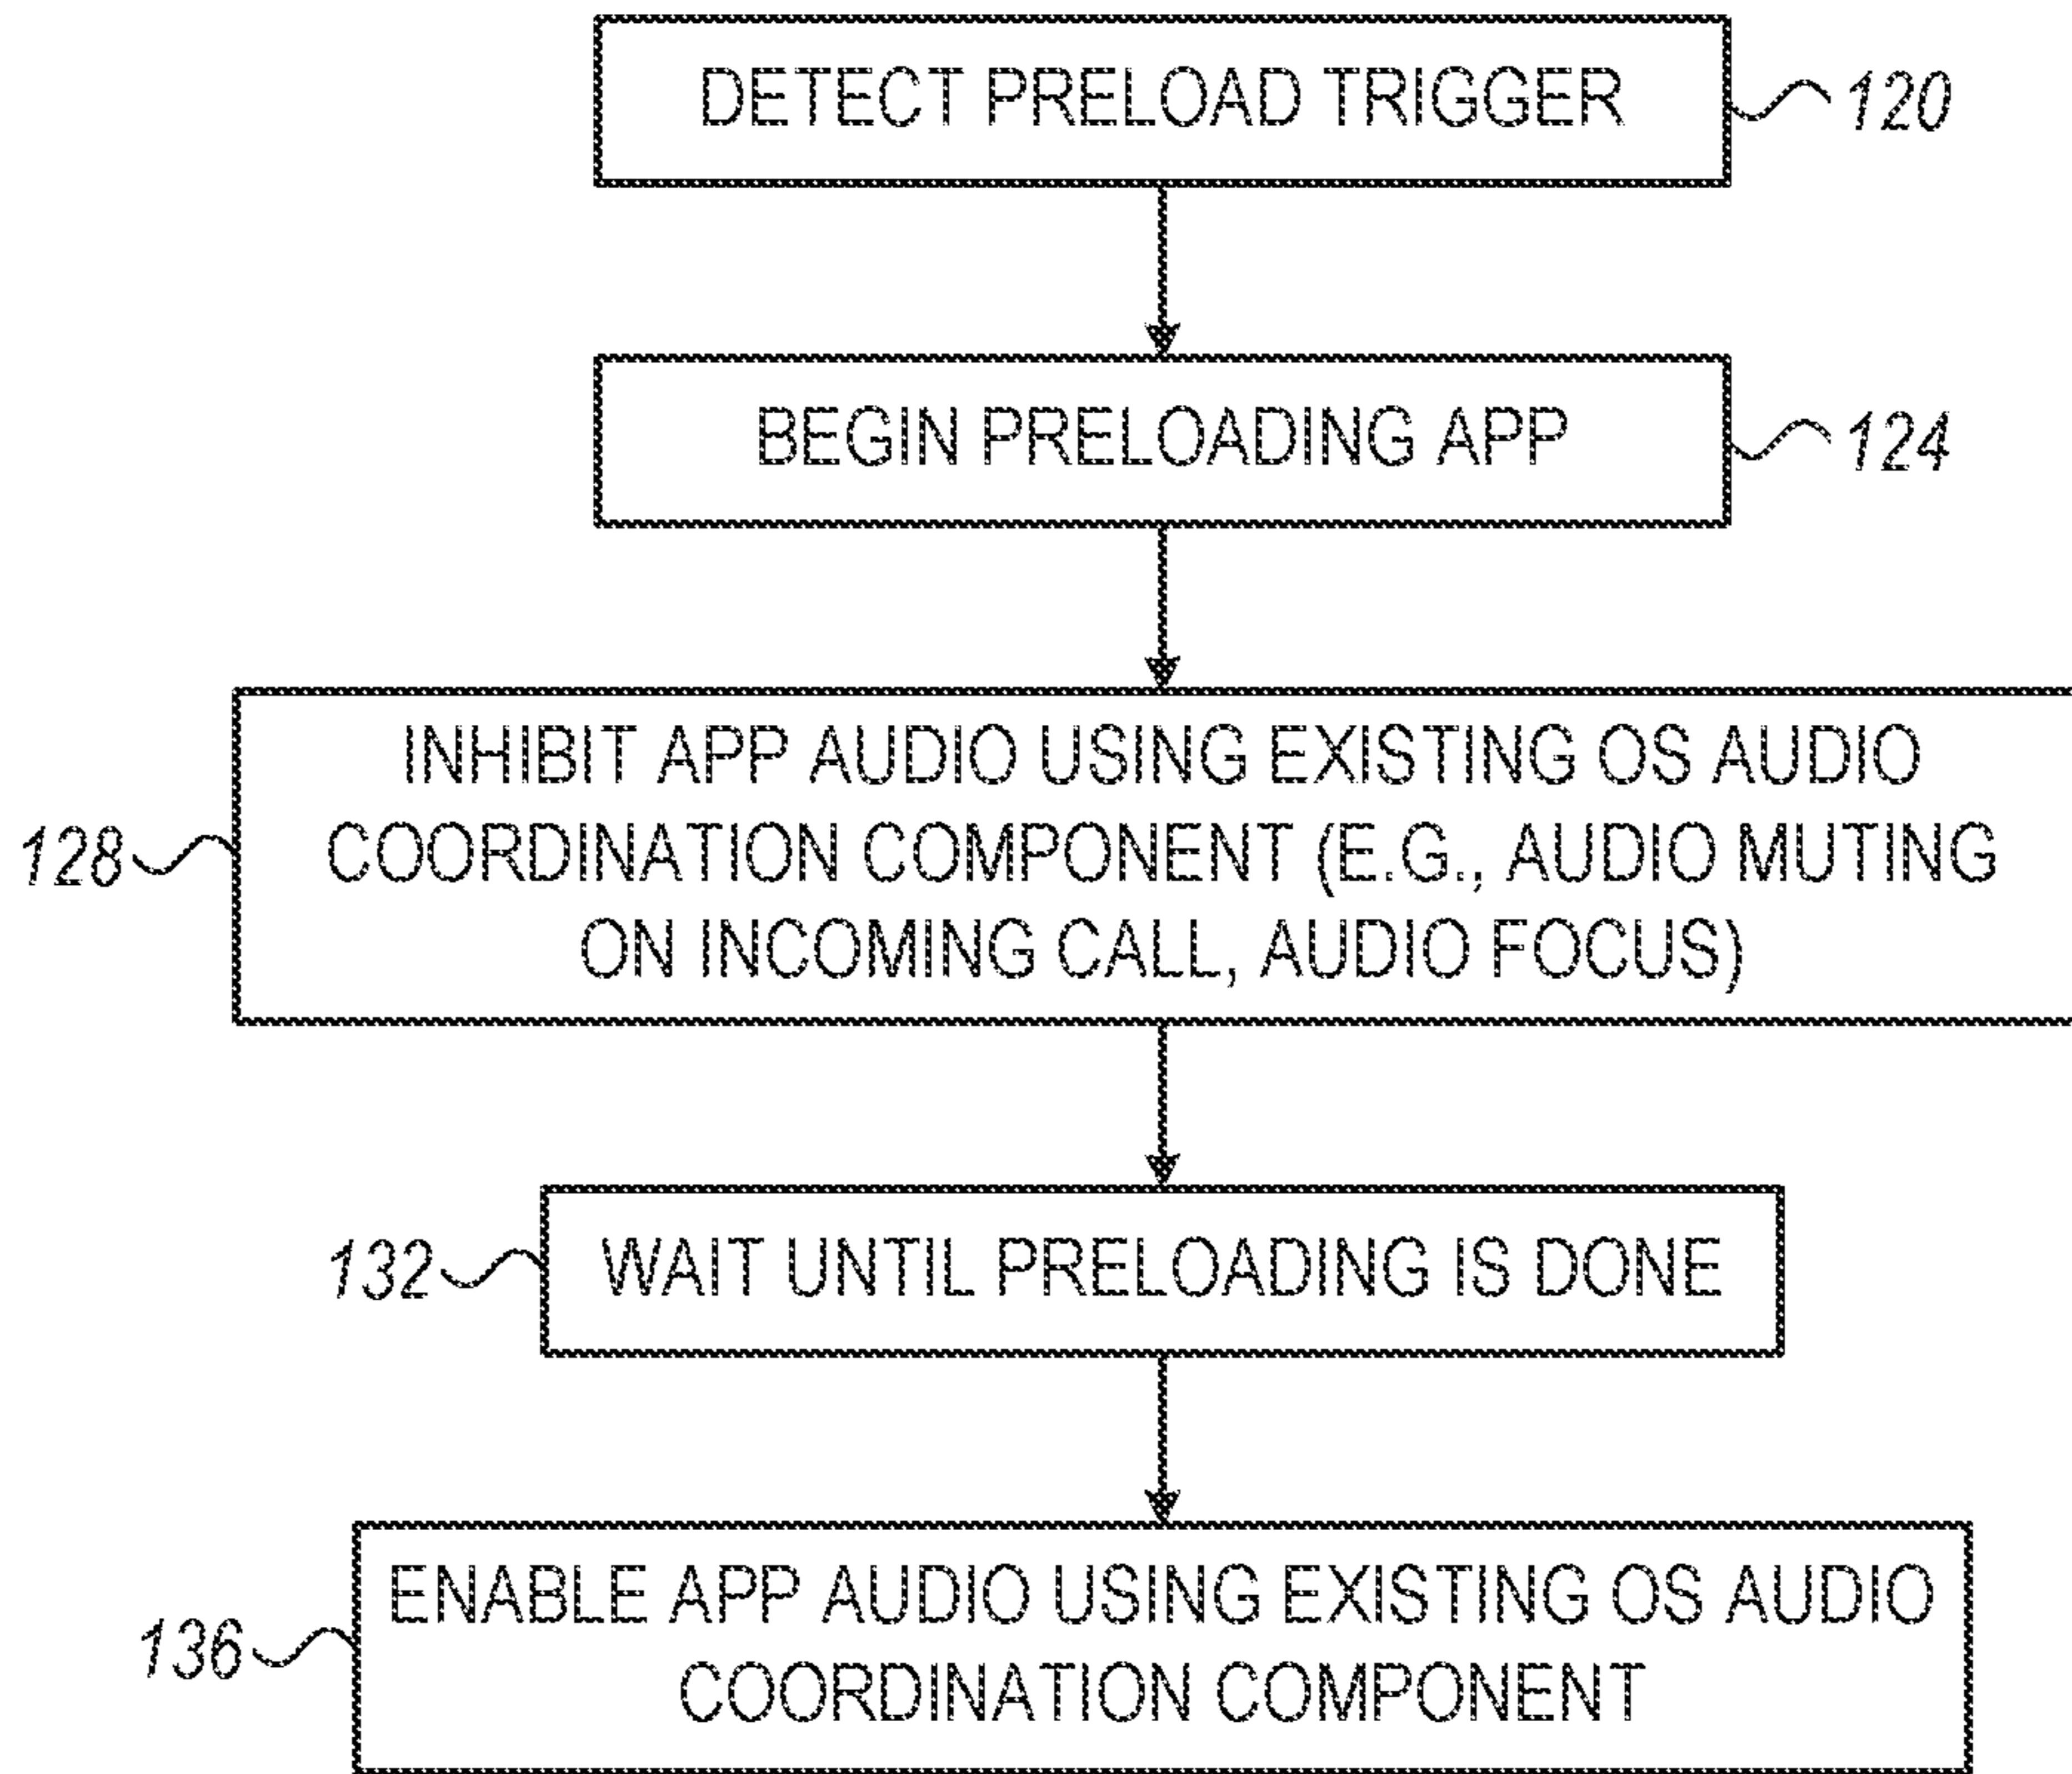 DETECT PRELOAD TRIGGER
120
BEGIN PRELOADING APP
124
INHIBIT APP AUDIO USING EXISTING OS AUDIO
COORDINATION COMPONENT (E.G., AUDIO MUTING
ON INCOMING CALL, AUDIO FOCUS)
128
WAIT UNTIL PRELOADING IS DONE
132
ENABLE APP AUDIO USING EXISTING OS AUDIO
COORDINATION COMPONENT
136